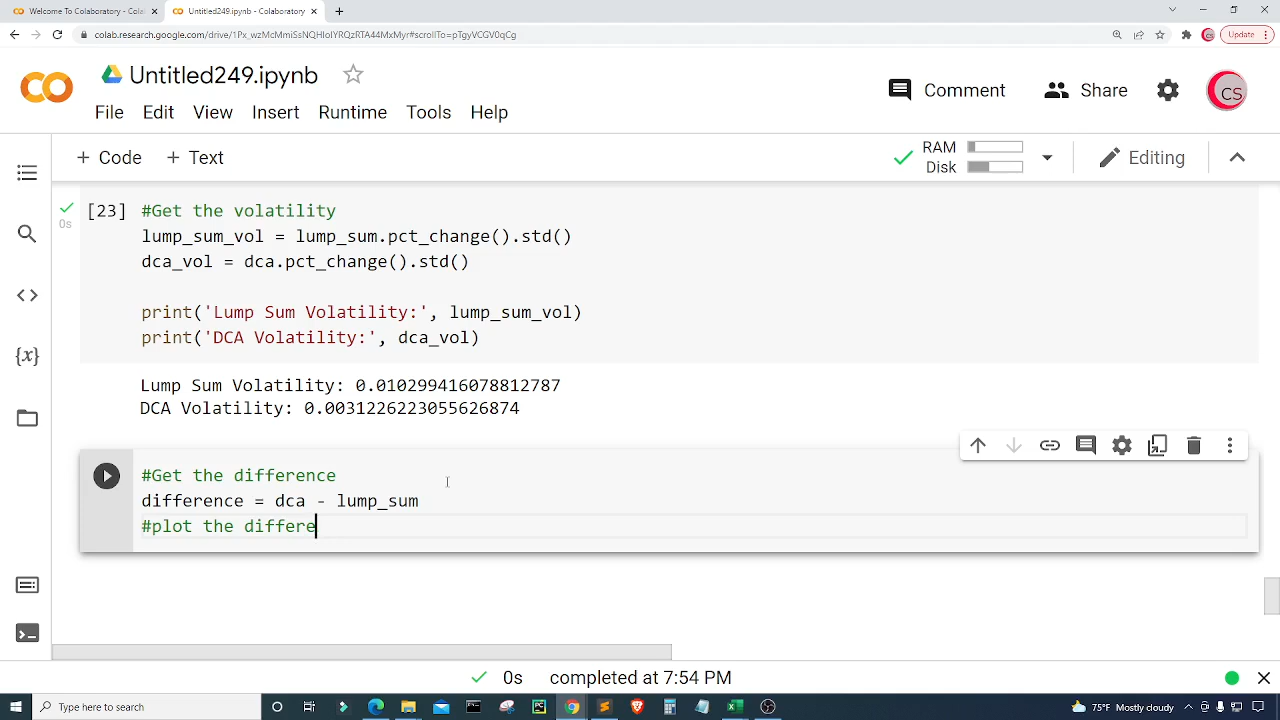 Welcome To Colaboratory - Colab
Untitled249.ipynb - Colaboratory
colab.research.google.com/drive/1Px_wzMcMmiSsNQHIoIYRQzRTA44MxMyr#scrollTo=pTgyVCGV0qCg
Update
Untitled249.ipynb
File Edit View Insert Runtime Tools Help
Comment
Share
CS
+ Code + Text
RAM
Disk
Editing
[23] #Get the volatility
0s
lump_sum_vol = lump_sum.pct_change().std()
dca_vol = dca.pct_change().std()
print('Lump Sum Volatility:', lump_sum_vol)
print('DCA Volatility:', dca_vol)
Lump Sum Volatility: 0.010299416078812787
DCA Volatility: 0.0031226223055626874
#Get the difference
difference = dca - lump_sum
#plot the differe
0s completed at 7:54 PM
Type here to search
73°F Mostly cloudy